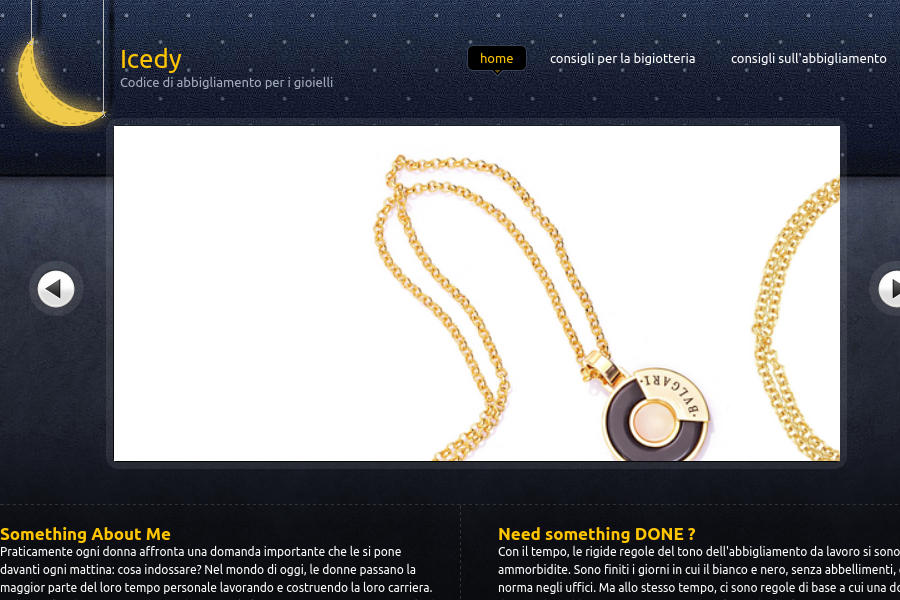 Icedy
Codice di abbigliamento per i gioielli
home
consigli per la bigiotteria
consigli sull'abbigliamento
BVLGARI
Something About Me
Praticamente ogni donna affronta una domanda importante che le si pone
davanti ogni mattina: cosa indossare? Nel mondo di oggi, le donne passano la
maggior parte del loro tempo personale lavorando e costruendo la loro carriera.
Need something DONE ?
Con il tempo, le rigide regole del tono dell'abbigliamento da lavoro si sono
ammorbidite. Sono finiti i giorni in cui il bianco e nero, senza abbellimenti,
norma negli uffici. Ma allo stesso tempo, ci sono regole di base a cui una